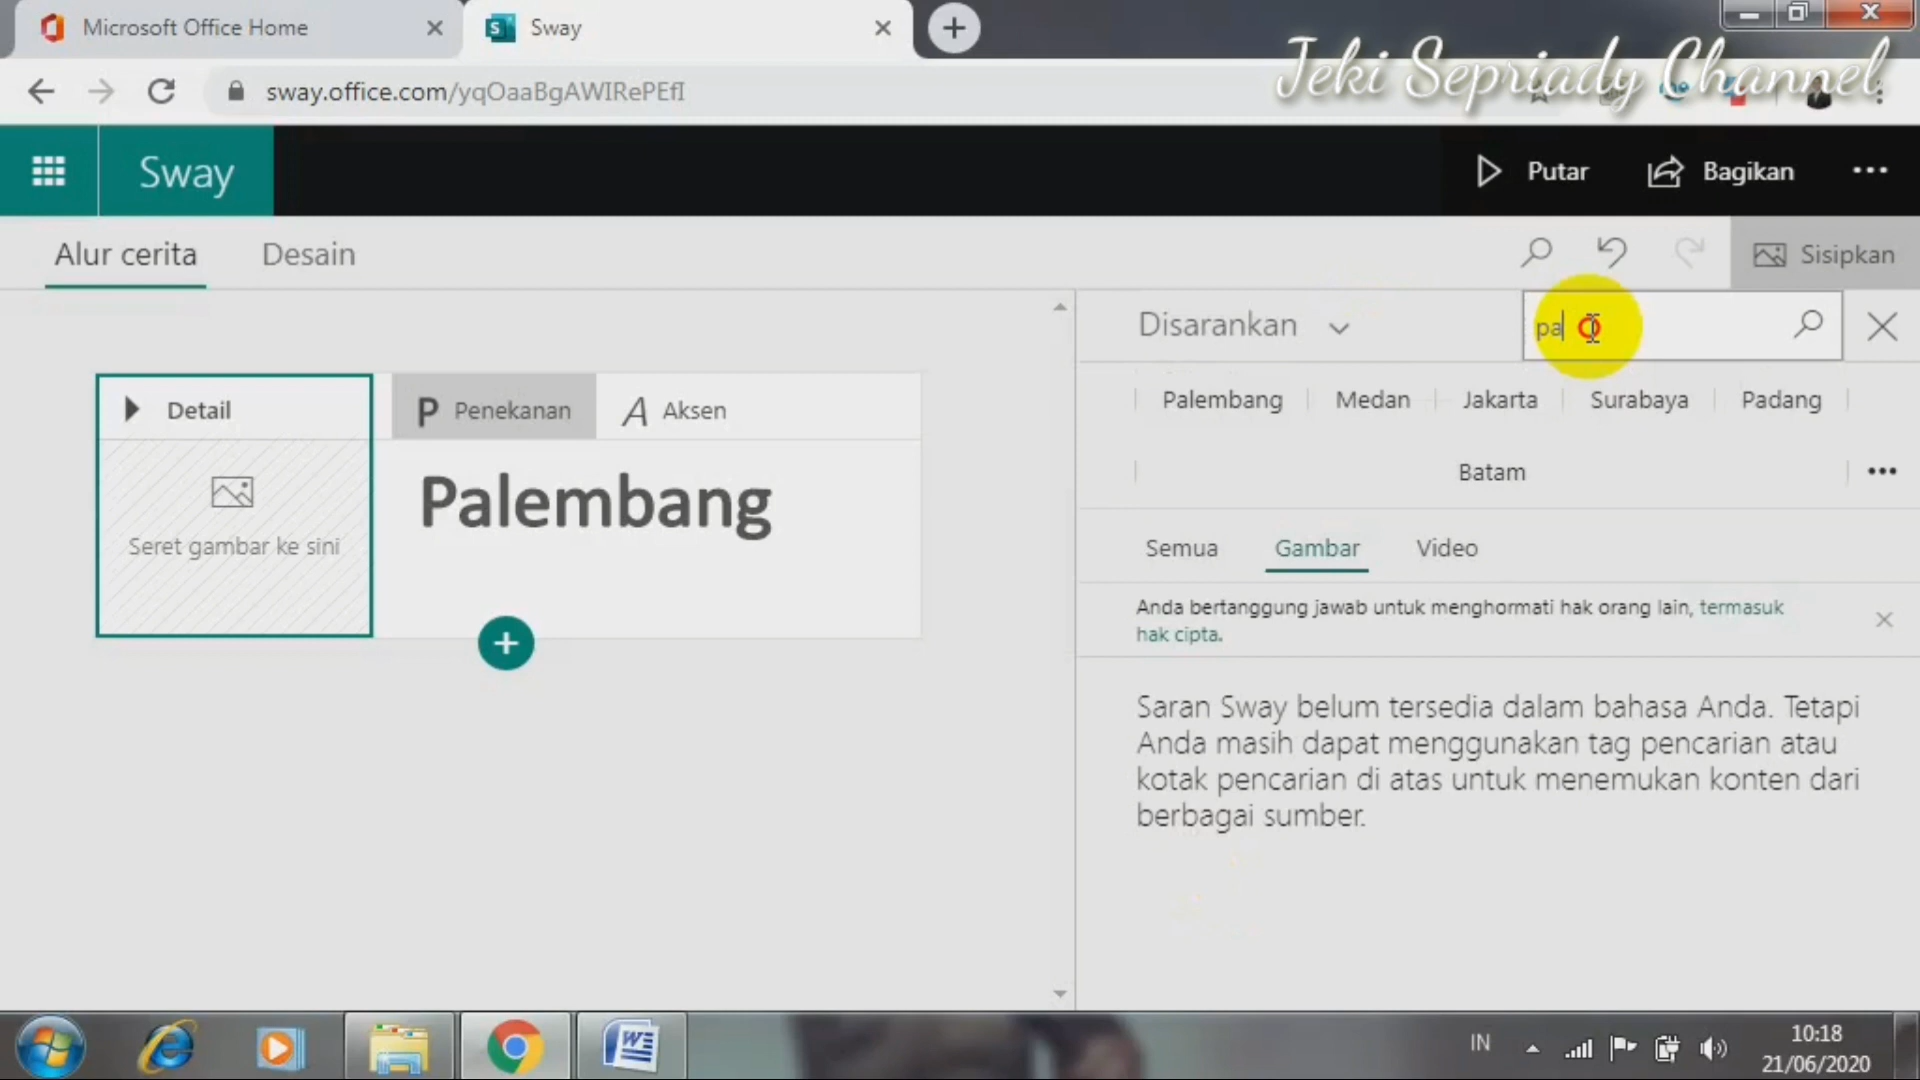 Microsoft Office Home
Sway
Jeki Sepriady Channel
sway.office.com/yqOaaBgAWIRePEfI
Sway
Putar
Bagikan
Alur cerita
Desain
Sisipkan
Disarankan
pa
Detail
P Penekanan
A Aksen
Palembang
Medan
Jakarta
Surabaya
Padang
Batam
Seret gambar ke sini
Palembang
Semua
Gambar
Video
Anda bertanggung jawab untuk menghormati hak orang lain, termasuk
hak cipta.
Saran Sway belum tersedia dalam bahasa Anda. Tetapi
Anda masih dapat menggunakan tag pencarian atau
kotak pencarian di atas untuk menemukan konten dari
berbagai sumber.
IN
10:18
21/06/2020